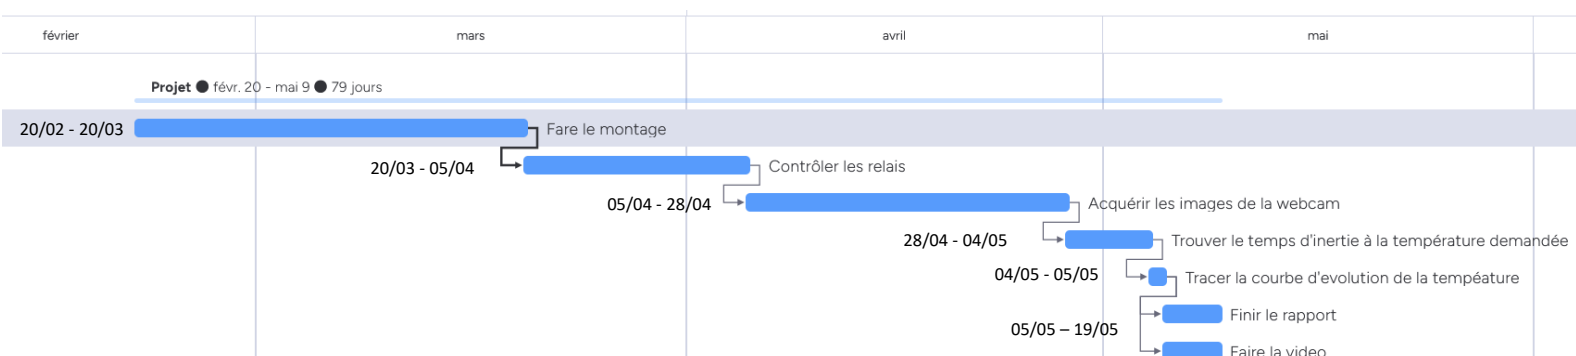 février mars avril mai
Projet ● févr. 20 - mai 9 ● 79 jours
20/02 - 20/03 Fare le montage
20/03 - 05/04 Contrôler les relais
05/04 - 28/04 Acquérir les images de la webcam
28/04 - 04/05 Trouver le temps d'inertie à la température demandée
04/05 - 05/05 Tracer la courbe d'evolution de la tempéature
Finir le rapport
05/05 – 19/05
Faire la video